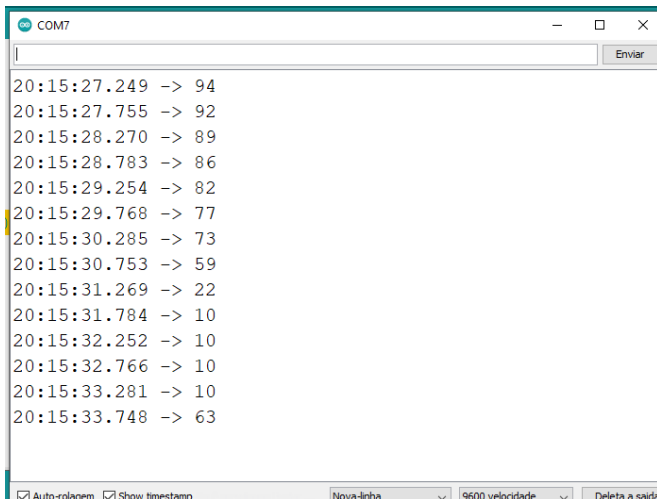 COM7
Enviar
20:15:27.249 -> 94
20:15:27.755 -> 92
20:15:28.270 -> 89
20:15:28.783 -> 86
20:15:29.254 -> 82
20:15:29.768 -> 77
20:15:30.285 -> 73
20:15:30.753 -> 59
20:15:31.269 -> 22
20:15:31.784 -> 10
20:15:32.252 -> 10
20:15:32.766 -> 10
20:15:33.281 -> 10
20:15:33.748 -> 63
Auto-rolagem Show timestamp Nova-linha 9600 velocidade Deleta a saida